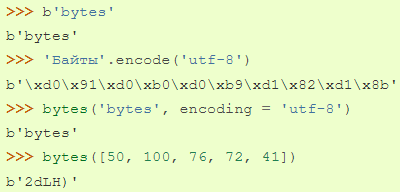 >>> b'bytes'
b'bytes'
>>> 'Байты'.encode('utf-8')
b'\xd0\x91\xd0\xb0\xd0\xb9\xd1\x82\xd1\x8b'
>>> bytes('bytes', encoding = 'utf-8')
b'bytes'
>>> bytes([50, 100, 76, 72, 41])
b'2dLH)'